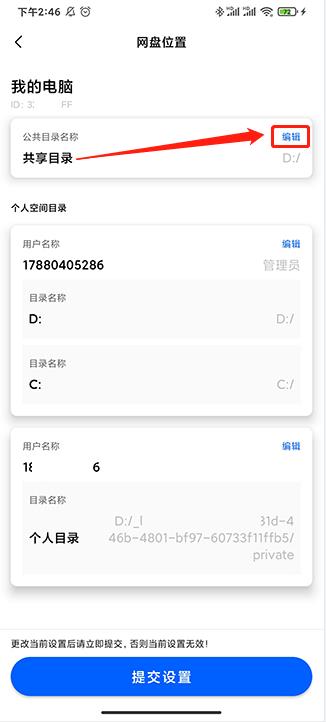 下午2:46
72
网盘位置
我的电脑
ID: 3 FF
公共目录名称 编辑
共享目录 D:/
个人空间目录
用户名称 编辑
17880405286 管理员
目录名称
D: D:/
目录名称
C: C:/
用户名称 编辑
18 6
目录名称
个人目录 D:/_l 31d-4
46b-4801-bf97-60733f11ffb5/
private
更改当前设置后请立即提交，否则当前设置无效!
提交设置